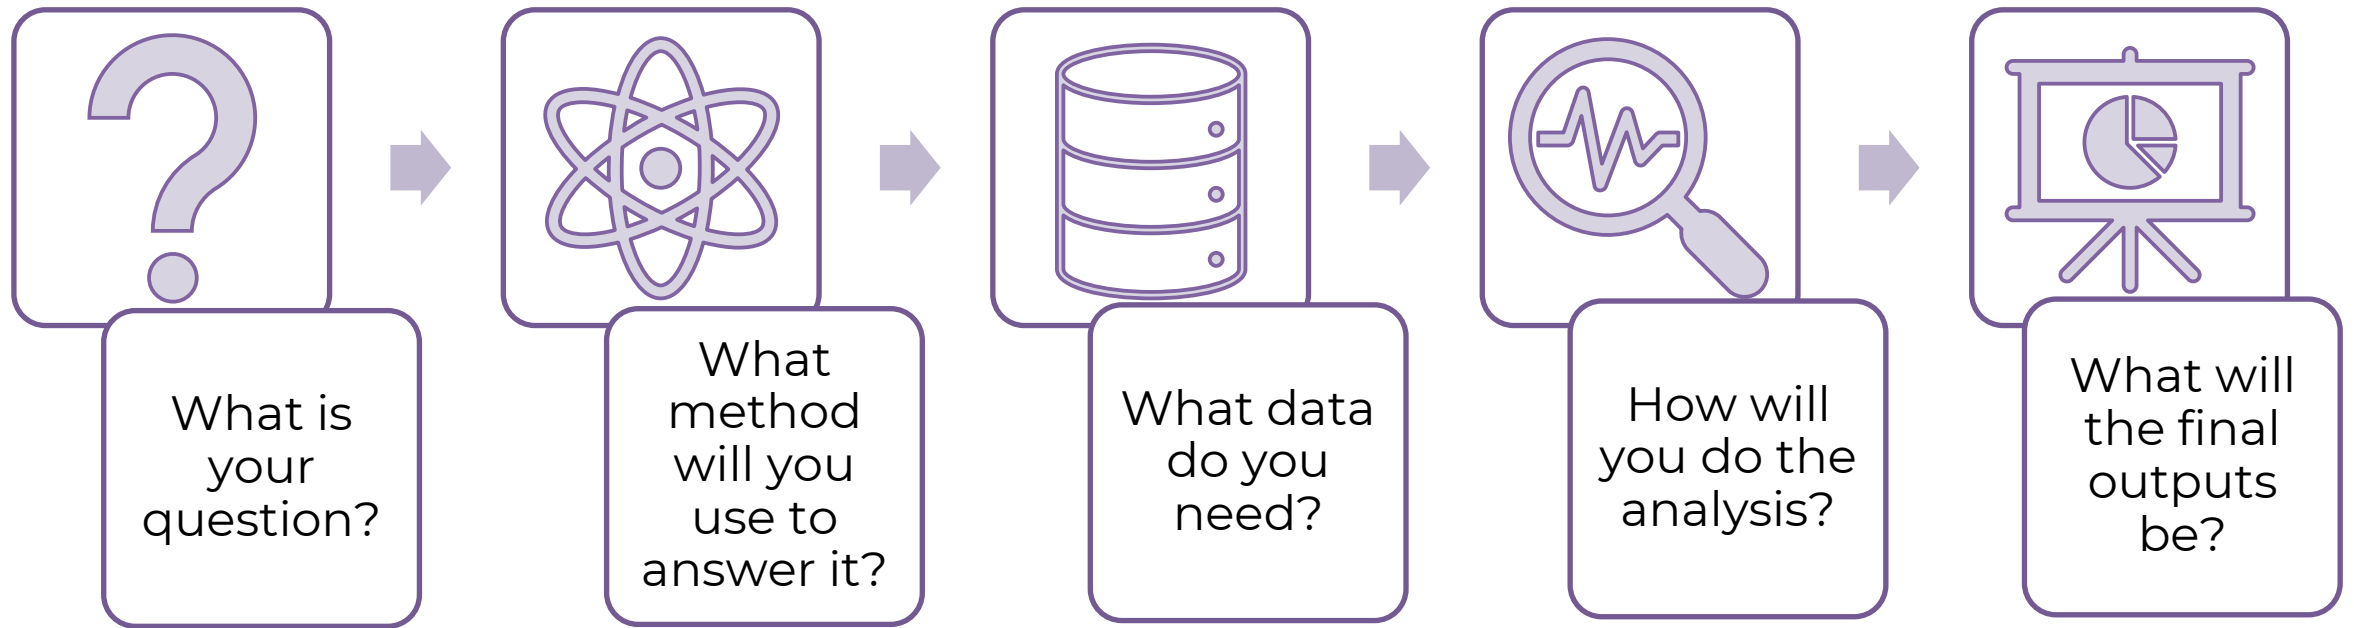 What is
your
question?
What
method
will you
use to
answer it?
What data
do you
need?
How will
you do the
analysis?
What will
the final
outputs
be?